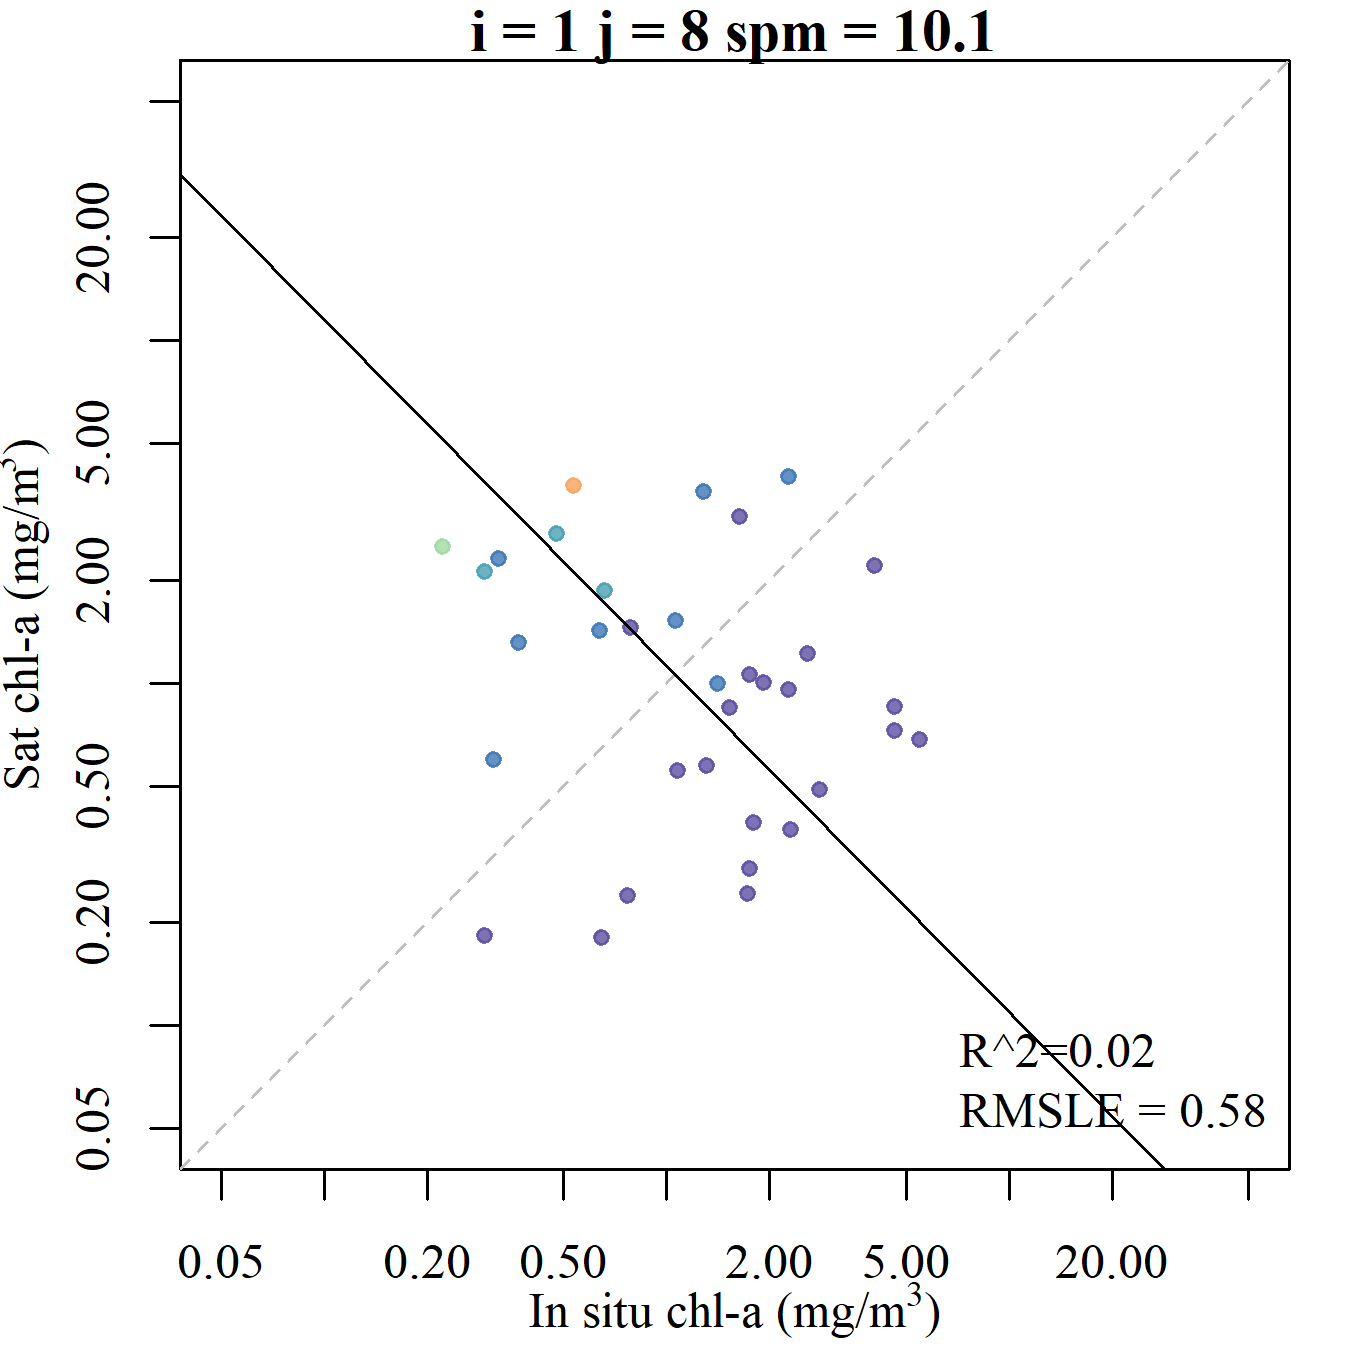 i = 1 j = 8 spm = 10.1
Sat chl-a (mg/m³)
20.00
5.00
2.00
0.50
0.20
0.05
R^2=0.02
RMSLE = 0.58
0.05 0.20 0.50 2.00 5.00 20.00
In situ chl-a (mg/m³)